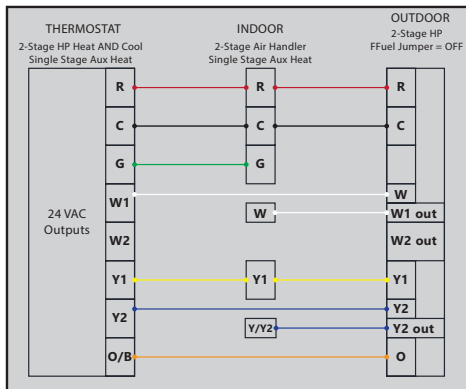 THERMOSTAT
2-Stage HP Heat AND Cool
Single Stage Aux Heat
INDOOR
2-Stage Air Handler
Single Stage Aux Heat
OUTDOOR
2-Stage HP
FFuel Jumper = OFF
R R R
C C C
G G
W1 W
W W1 out
W2 W2 out
24 VAC
Outputs
Y1 Y1 Y1
Y2 Y2
Y/Y2 Y2 out
O/B O